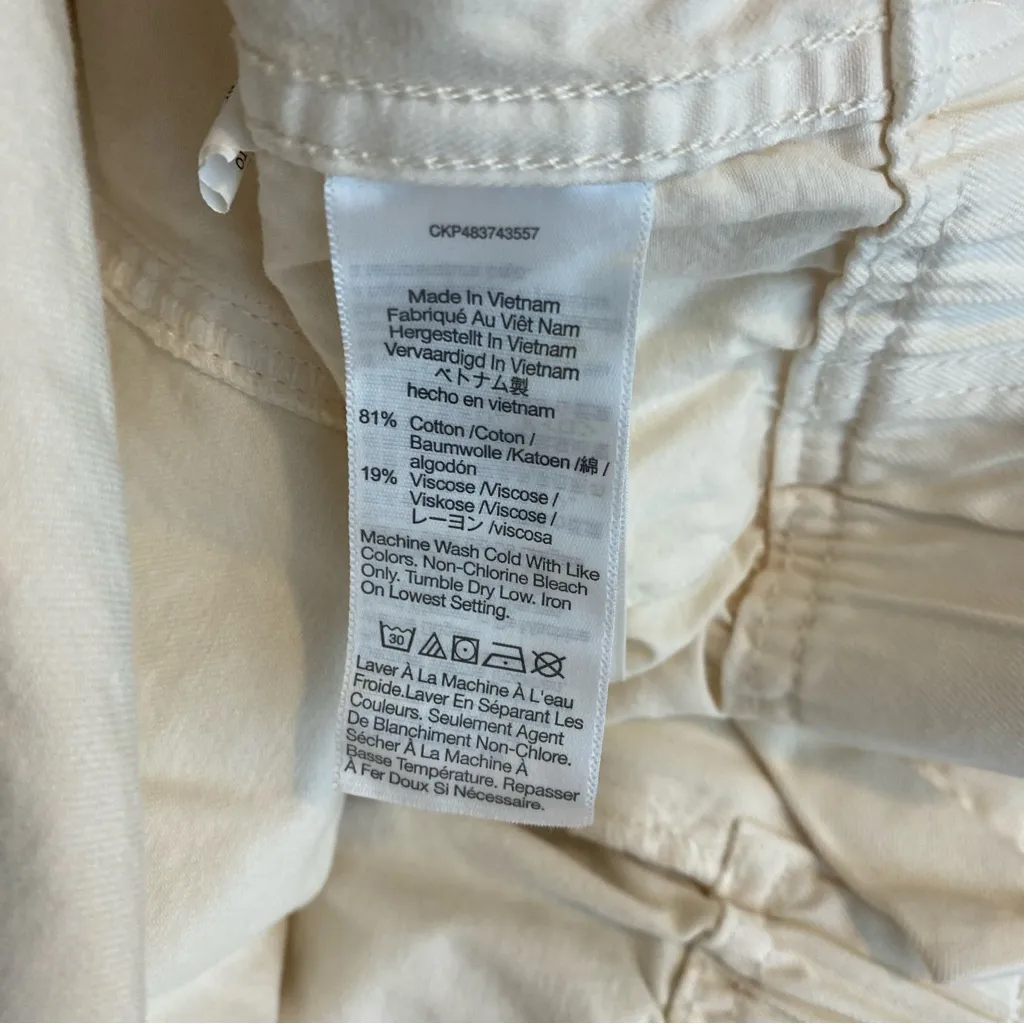 CKP483743557
Made In Vietnam
Fabriqué Au Viêt Nam
Hergestellt In Vietnam
Vervaardigd In Vietnam
ベトナム製
hecho en vietnam
81% Cotton /Coton /
Baumwolle /Katoen /綿 /
algodón
19% Viscose /Viscose /
Viskose /Viscose /
レーヨン /viscosa
Machine Wash Cold With Like
Colors. Non-Chlorine Bleach
Only. Tumble Dry Low. Iron
On Lowest Setting.
30
Laver À La Machine À L'eau
Froide.Laver En Séparant Les
Couleurs. Seulement Agent
De Blanchiment Non-Chlore.
Sécher À La Machine À
Basse Température. Repasser
À Fer Doux Si Nécessaire.